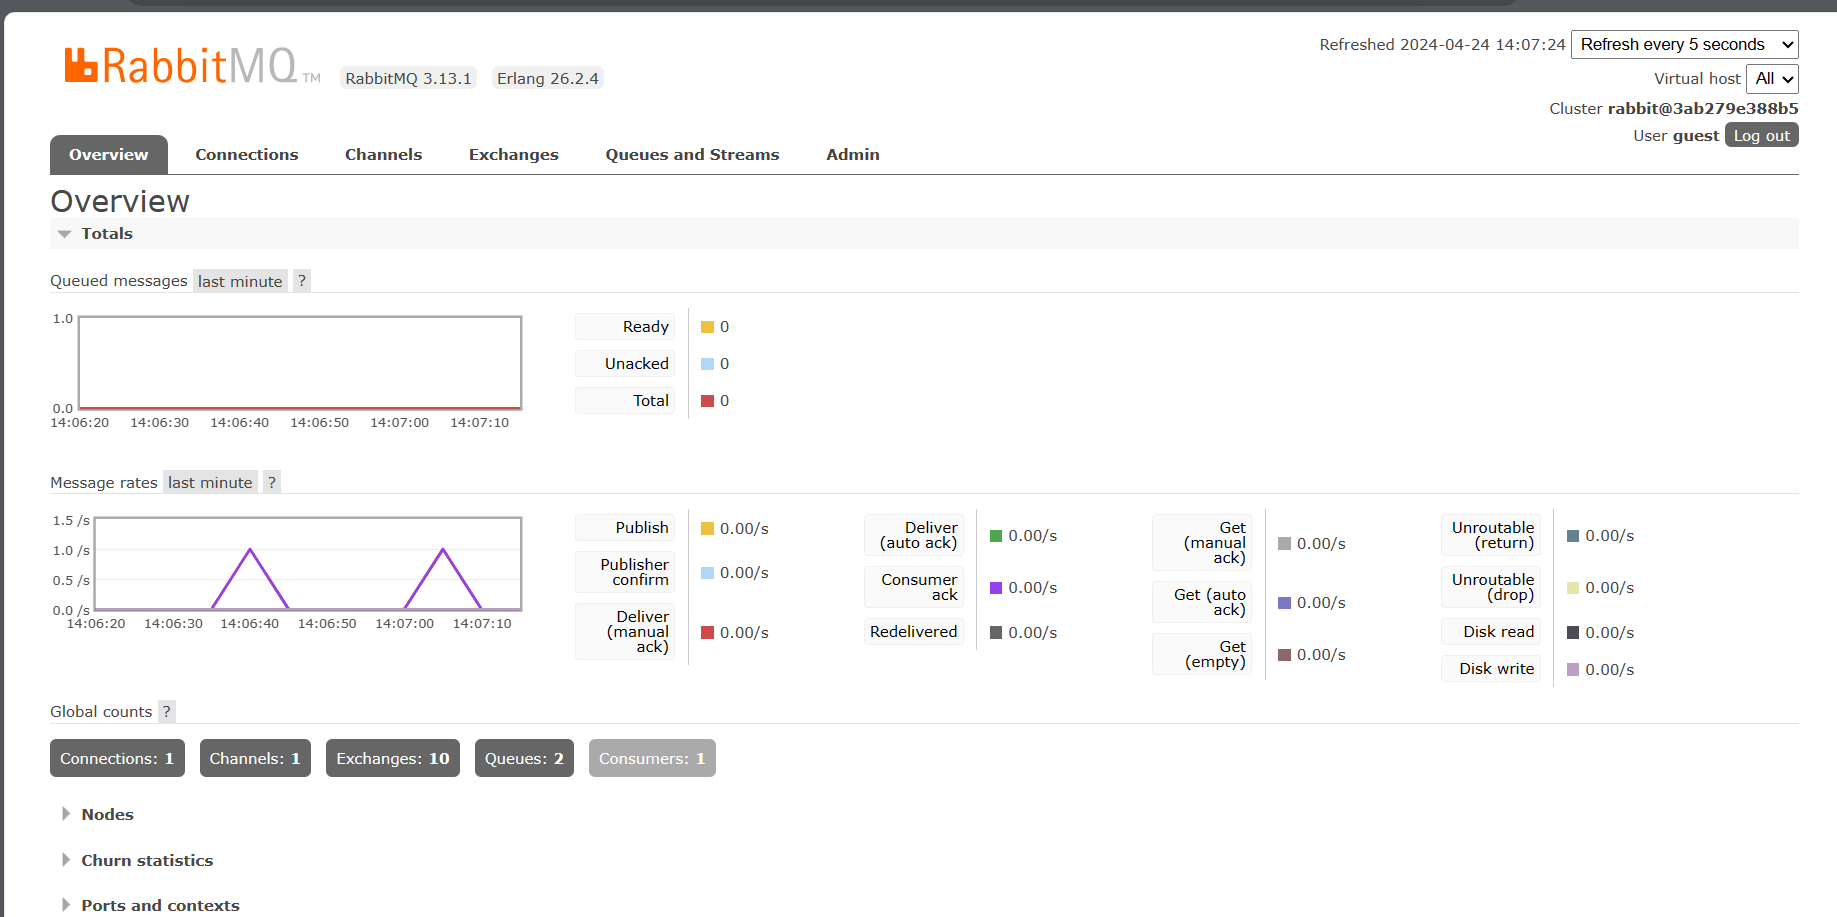 RabbitMQ TM RabbitMQ 3.13.1 Erlang 26.2.4
Refreshed 2024-04-24 14:07:24 Refresh every 5 seconds
Virtual host All
Cluster rabbit@3ab279e388b5
User guest Log out
Overview Connections Channels Exchanges Queues and Streams Admin
Overview
Totals
Queued messages last minute ?
1.0
0.0
14:06:20 14:06:30 14:06:40 14:06:50 14:07:00 14:07:10
Ready 0
Unacked 0
Total 0
Message rates last minute ?
1.5 /s
1.0 /s
0.5 /s
0.0 /s
14:06:20 14:06:30 14:06:40 14:06:50 14:07:00 14:07:10
Publish 0.00/s
Publisher
confirm 0.00/s
Deliver
(manual
ack) 0.00/s
Deliver
(auto ack) 0.00/s
Consumer
ack 0.00/s
Redelivered 0.00/s
Get
(manual
ack) 0.00/s
Get (auto
ack) 0.00/s
Get
(empty) 0.00/s
Unroutable
(return) 0.00/s
Unroutable
(drop) 0.00/s
Disk read 0.00/s
Disk write 0.00/s
Global counts ?
Connections: 1 Channels: 1 Exchanges: 10 Queues: 2 Consumers: 1
Nodes
Churn statistics
Ports and contexts